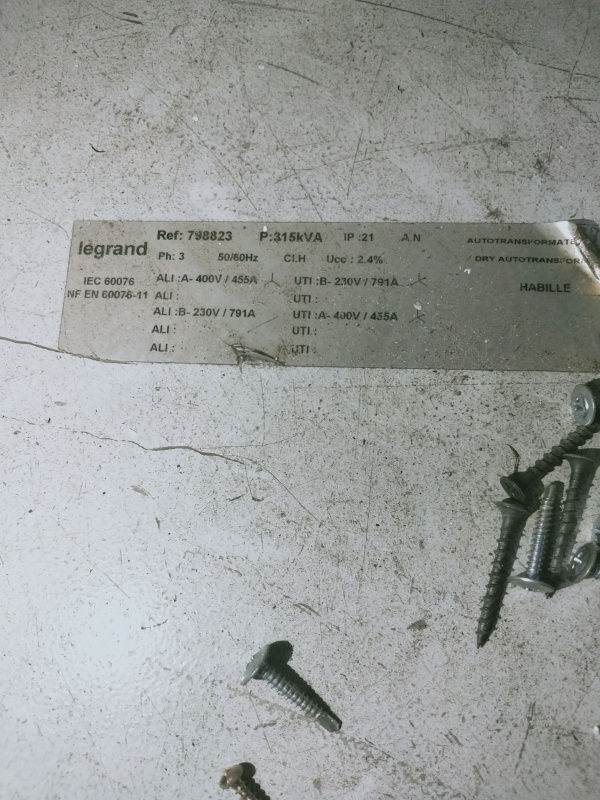 legrand
Ref: 798823 P:315kVA IP :21 A N AUTOTRANSFORMATE
Ph: 3 50/60Hz Cl.H Ucc : 2.4% DRY AUTOTRANSFOR
IEC 60076 ALI :A- 400V / 455A UTI :B- 230V / 791A HABILLE
NF EN 60076-11 ALI : UTI :
ALI :B- 230V / 791A UTI :A- 400V / 455A
ALI : UTI :
ALI : UTI :